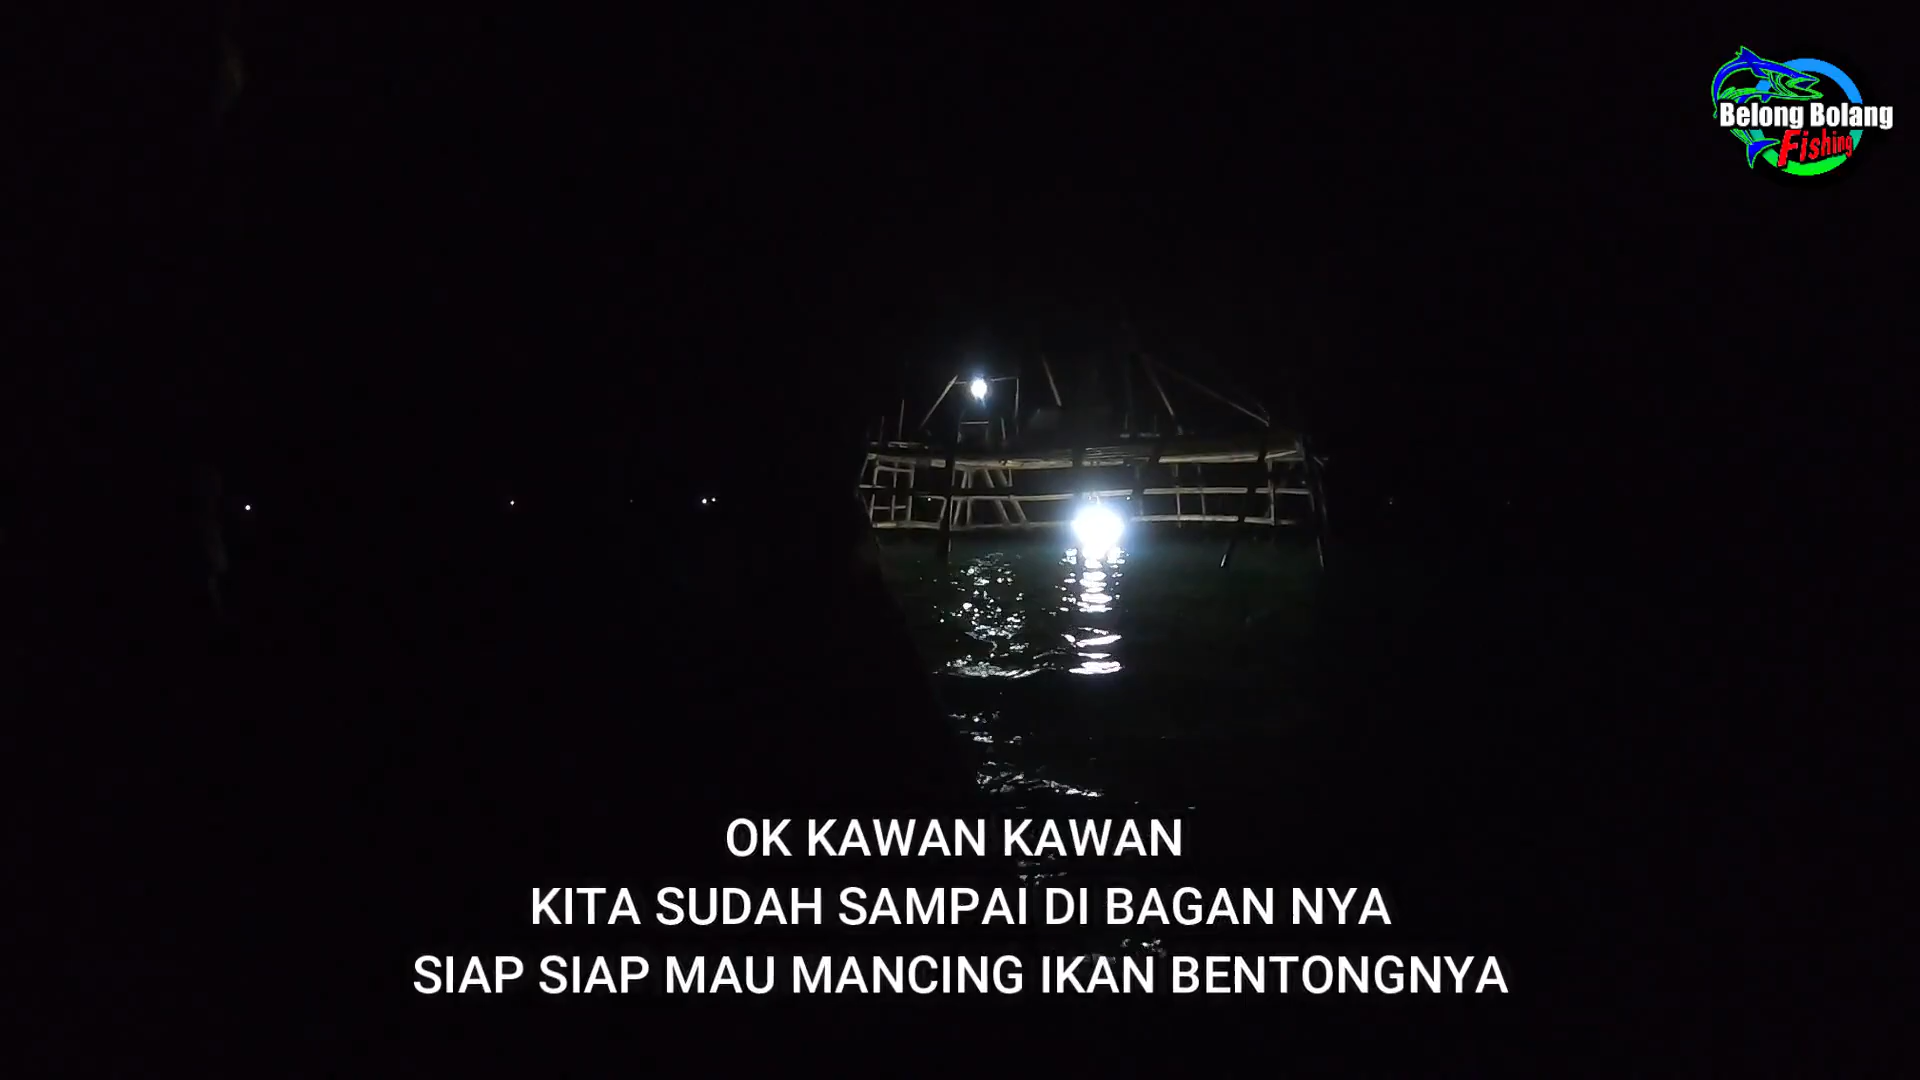 Belong Bolang
Fishing
OK KAWAN KAWAN
KITA SUDAH SAMPAI DI BAGAN NYA
SIAP SIAP MAU MANCING IKAN BENTONGNYA